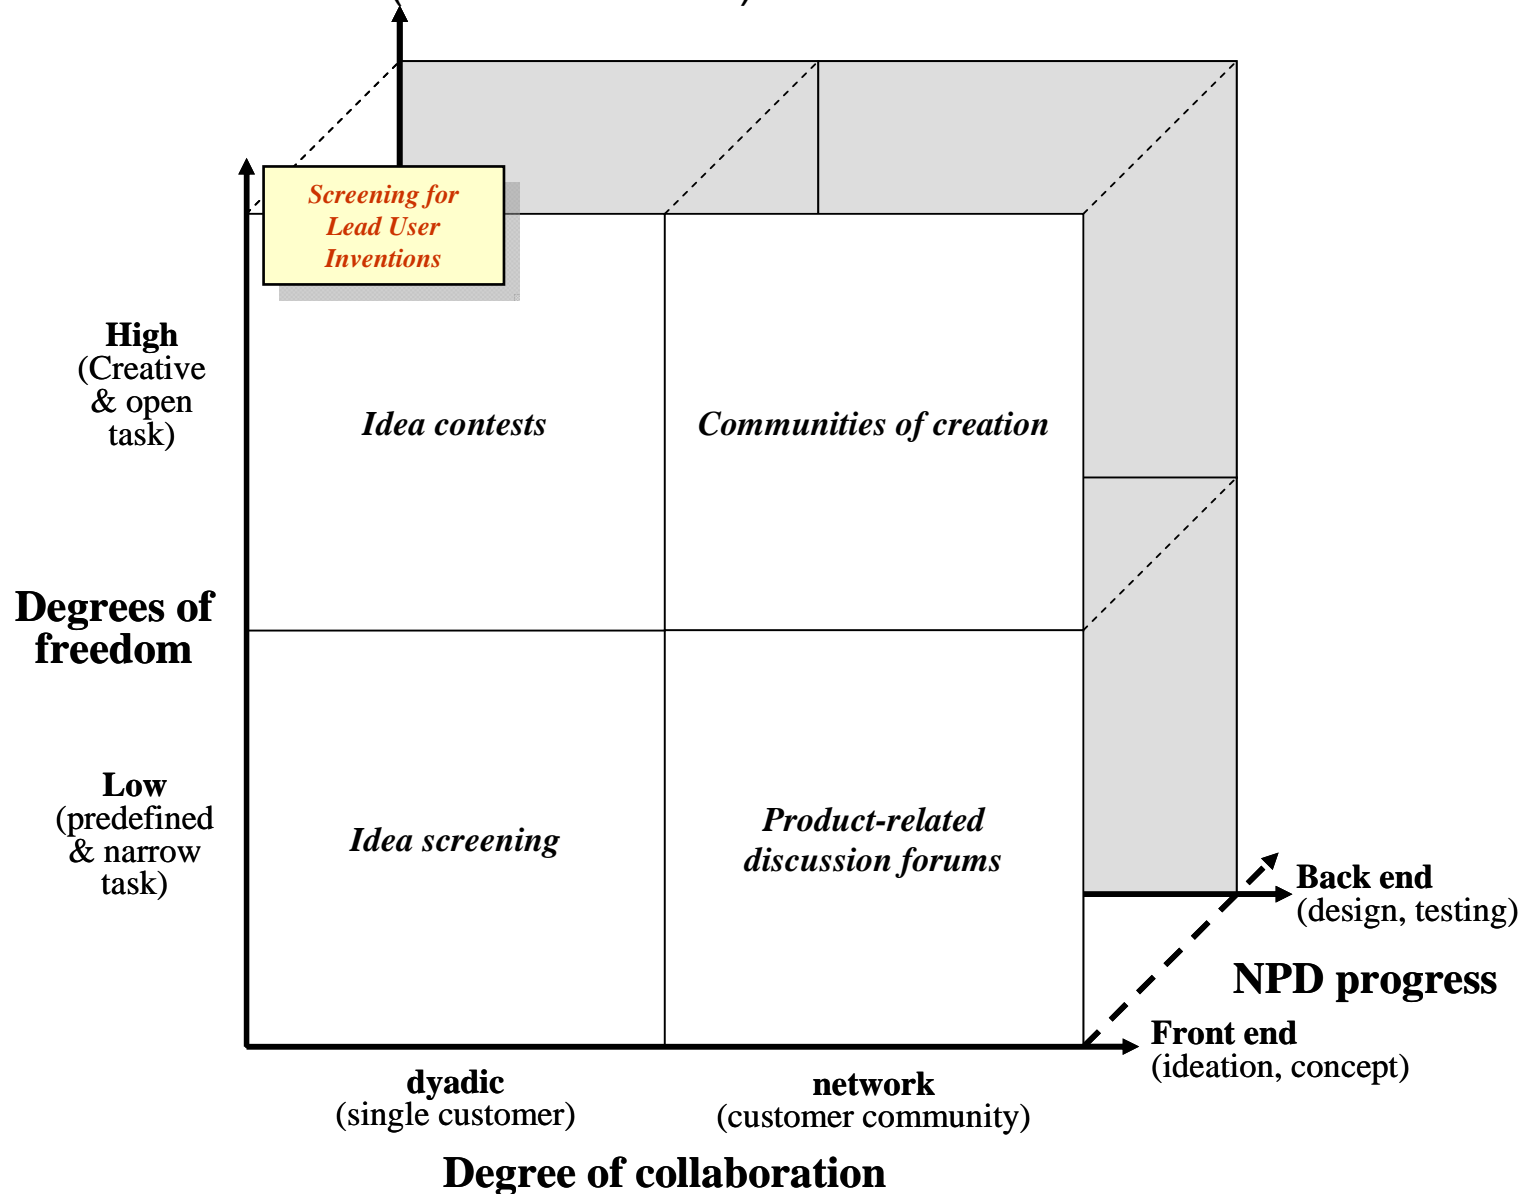 Screening for
Lead User
Inventions
High
(Creative
& open
task)
Idea contests
Communities of creation
Degrees of
freedom
Low
(predefined
& narrow
task)
Idea screening
Product-related
discussion forums
Back end
(design, testing)
NPD progress
Front end
(ideation, concept)
dyadic
(single customer)
network
(customer community)
Degree of collaboration